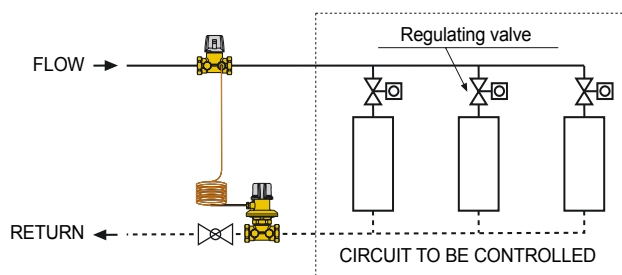 Regulating valve
FLOW
RETURN
CIRCUIT TO BE CONTROLLED